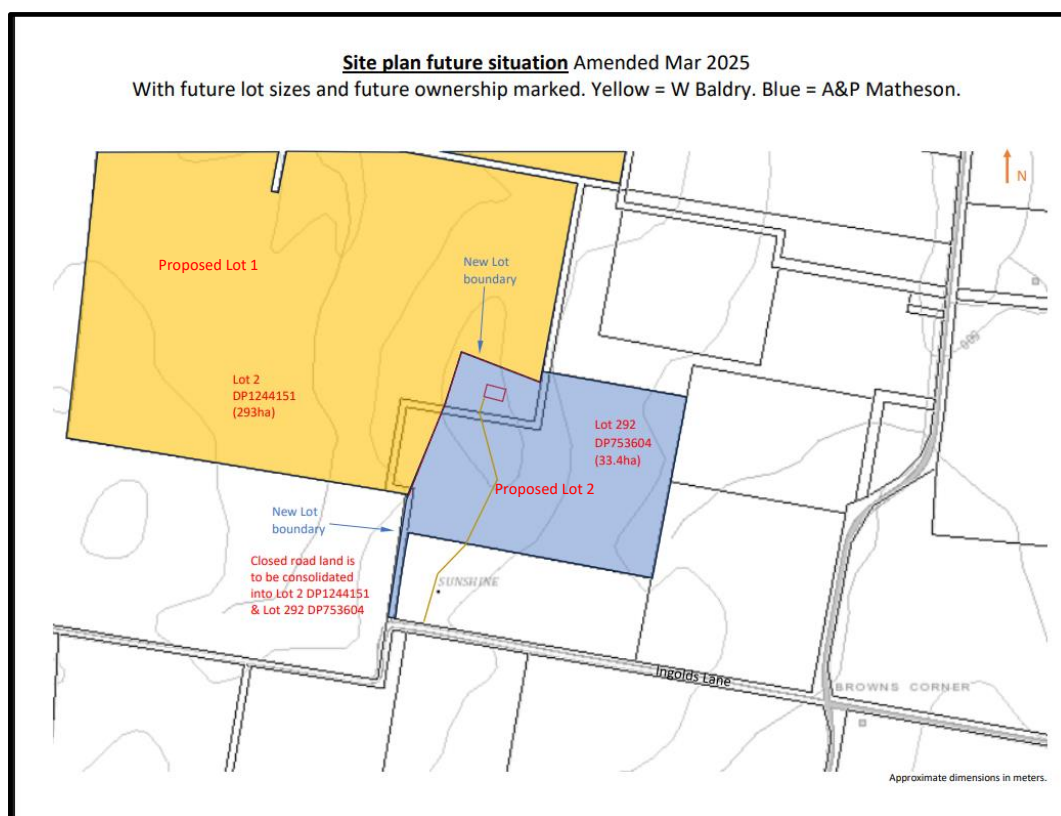 Site plan future situation Amended Mar 2025
With future lot sizes and future ownership marked. Yellow = W Baldry. Blue = A&P Matheson.
N
Proposed Lot 1
New Lot
boundary
Lot 2
DP1244151
(293ha)
Lot 292
DP753604
(33.4ha)
Proposed Lot 2
New Lot
boundary
Closed road land is
to be consolidated
into Lot 2 DP1244151
& Lot 292 DP753604
SUNSHINE
Ingolds Lane
BROWNS CORNER
Approximate dimensions in meters.